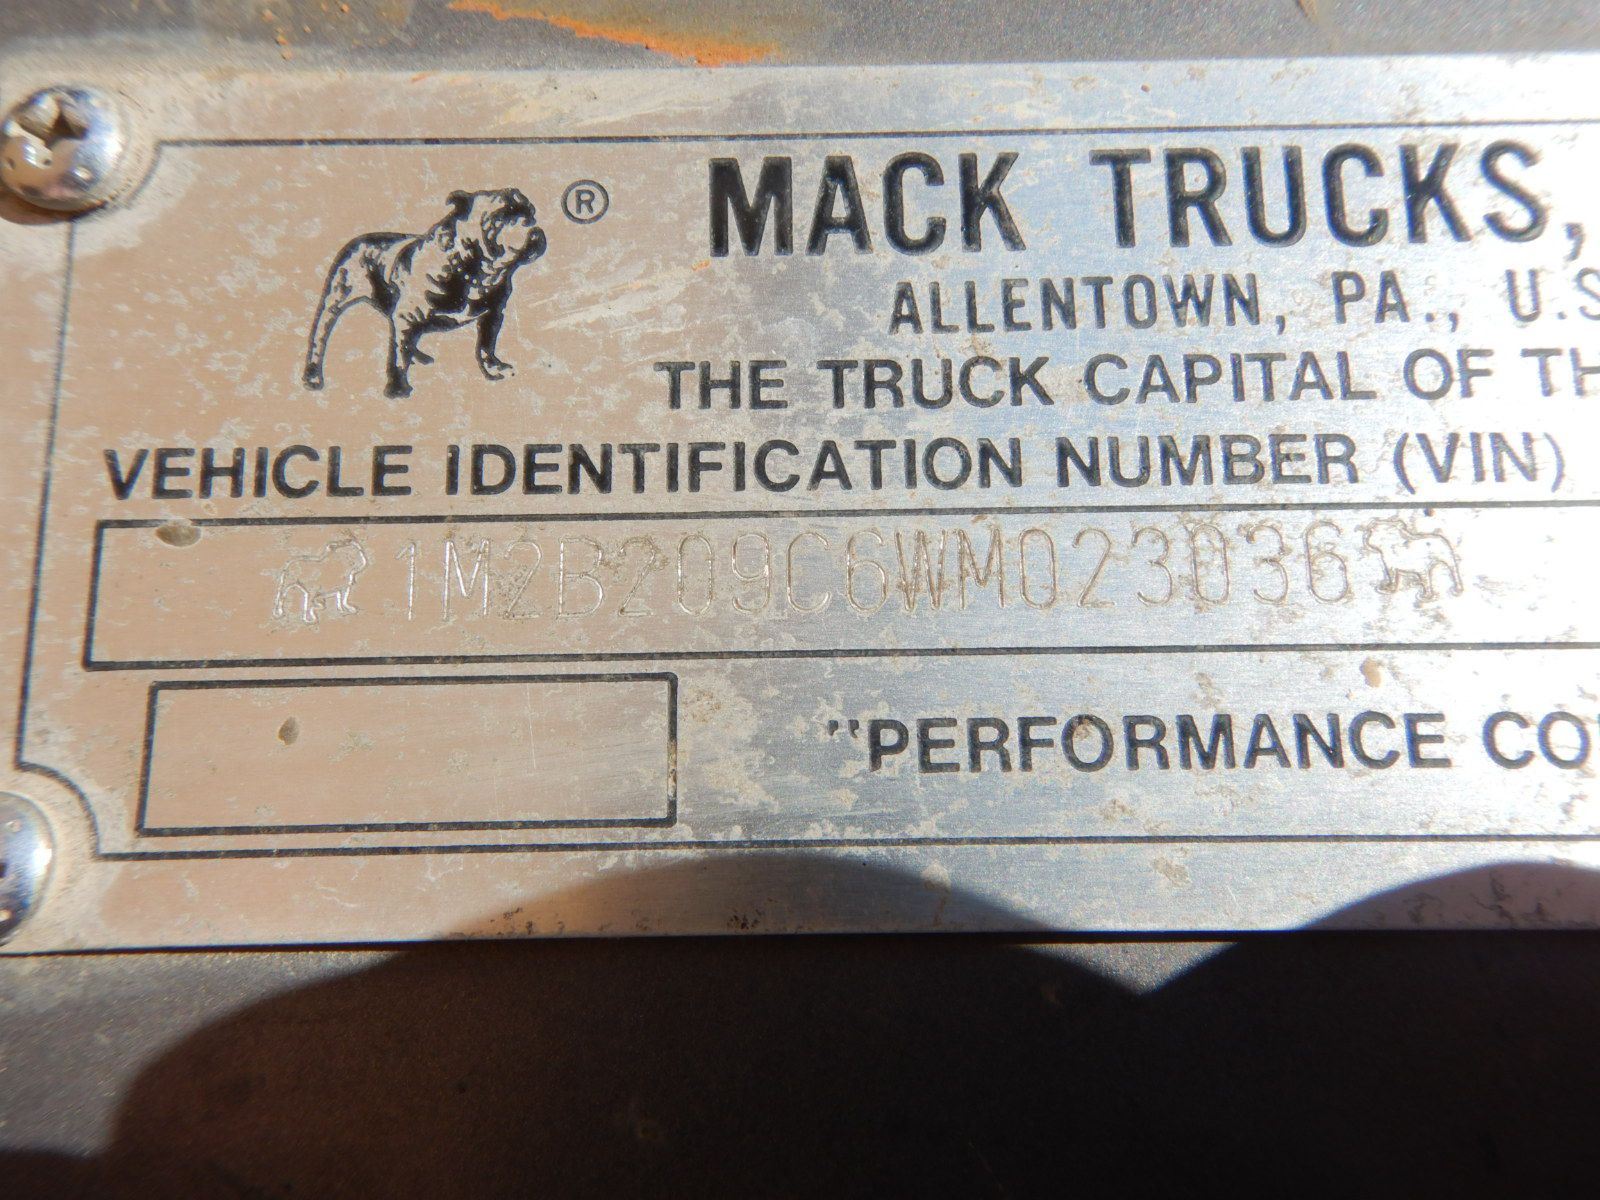 ®
MACK TRUCKS,
ALLENTOWN, PA., U.S
THE TRUCK CAPITAL OF TH
VEHICLE IDENTIFICATION NUMBER (VIN)
1M2B209C6WM023036
"PERFORMANCE CO